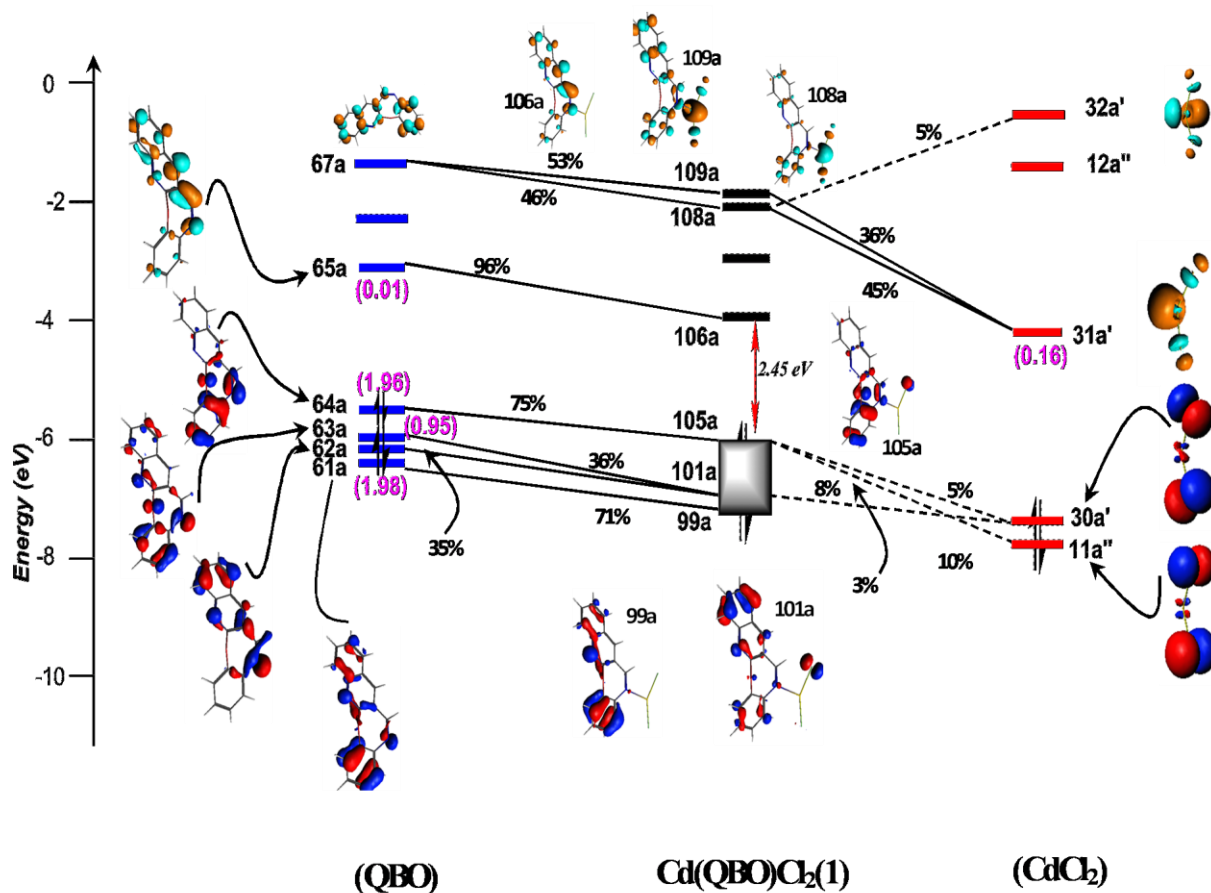 0
-2
-4
-6
-8
-10
Energy (eV)
67a
65a
(0.01)
(1.96)
64a
63a
(0.95)
62a
61a
(1.98)
106a
109a
108a
53%
46%
96%
75%
36%
35%
71%
109a
108a
106a
2.45 eV
105a
101a
99a
105a
99a
101a
5%
36%
45%
8%
5%
10%
3%
32a'
12a"
31a'
(0.16)
30a'
11a"
(QBO)
Cd(QBO)Cl₂(1)
(CdCl₂)